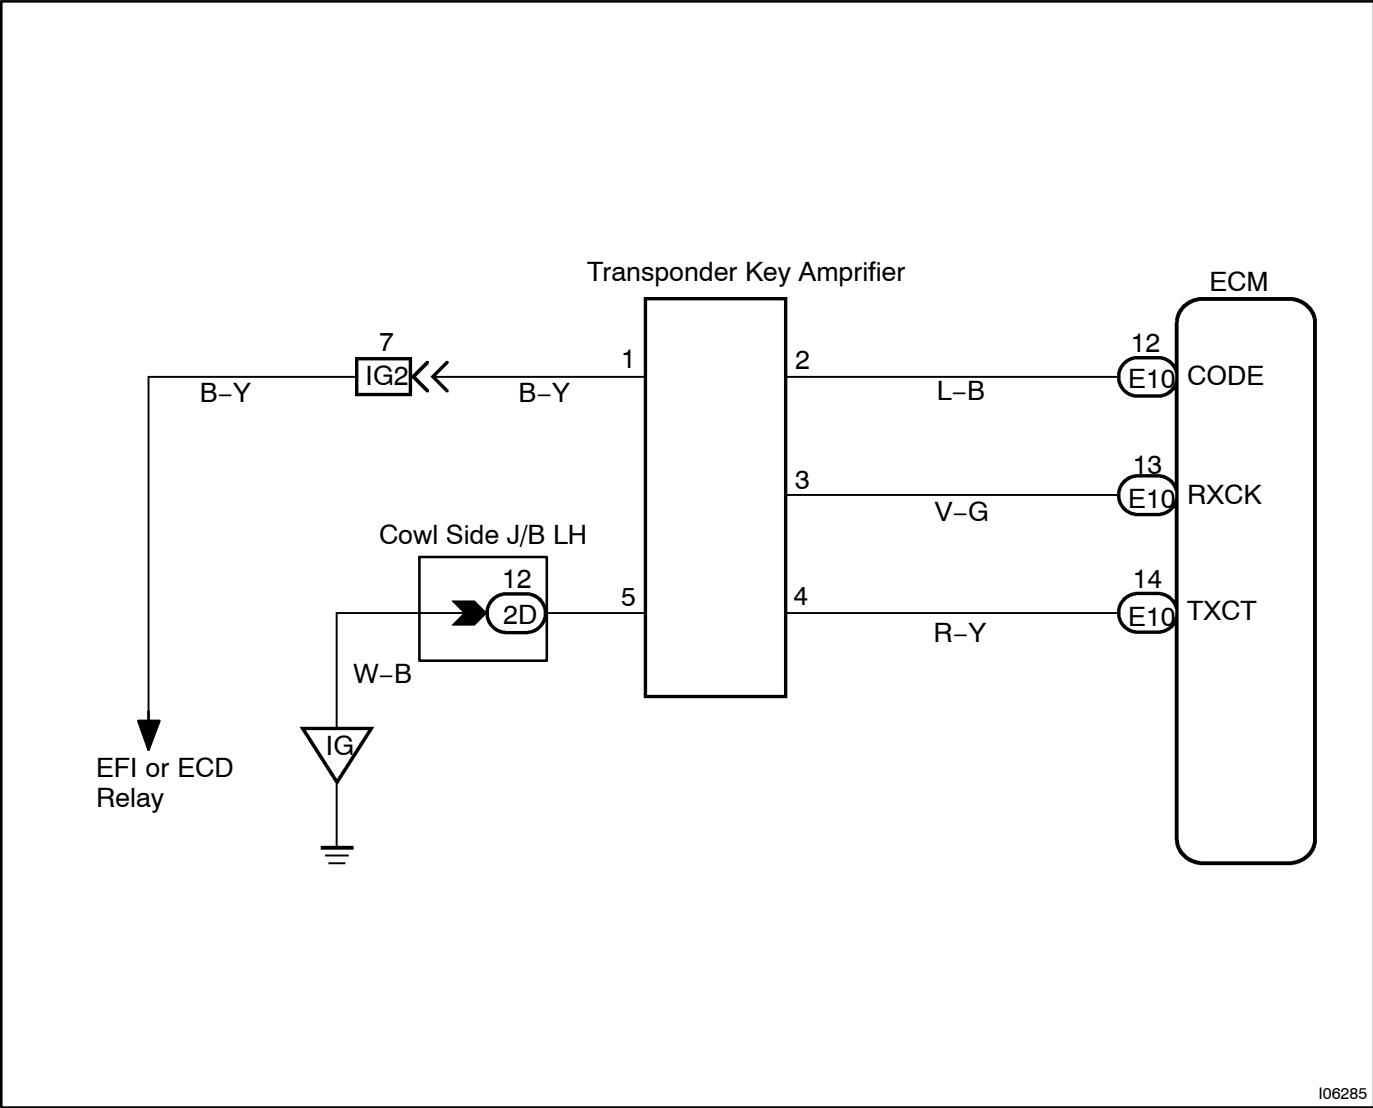 Transponder Key Amprifier
ECM
7
IG2
B–Y
B–Y
1
2
L–B
12
E10
CODE
3
V–G
13
E10
RXCK
Cowl Side J/B LH
12
2D
5
W–B
4
R–Y
14
E10
TXCT
IG
EFI or ECD
Relay
I06285